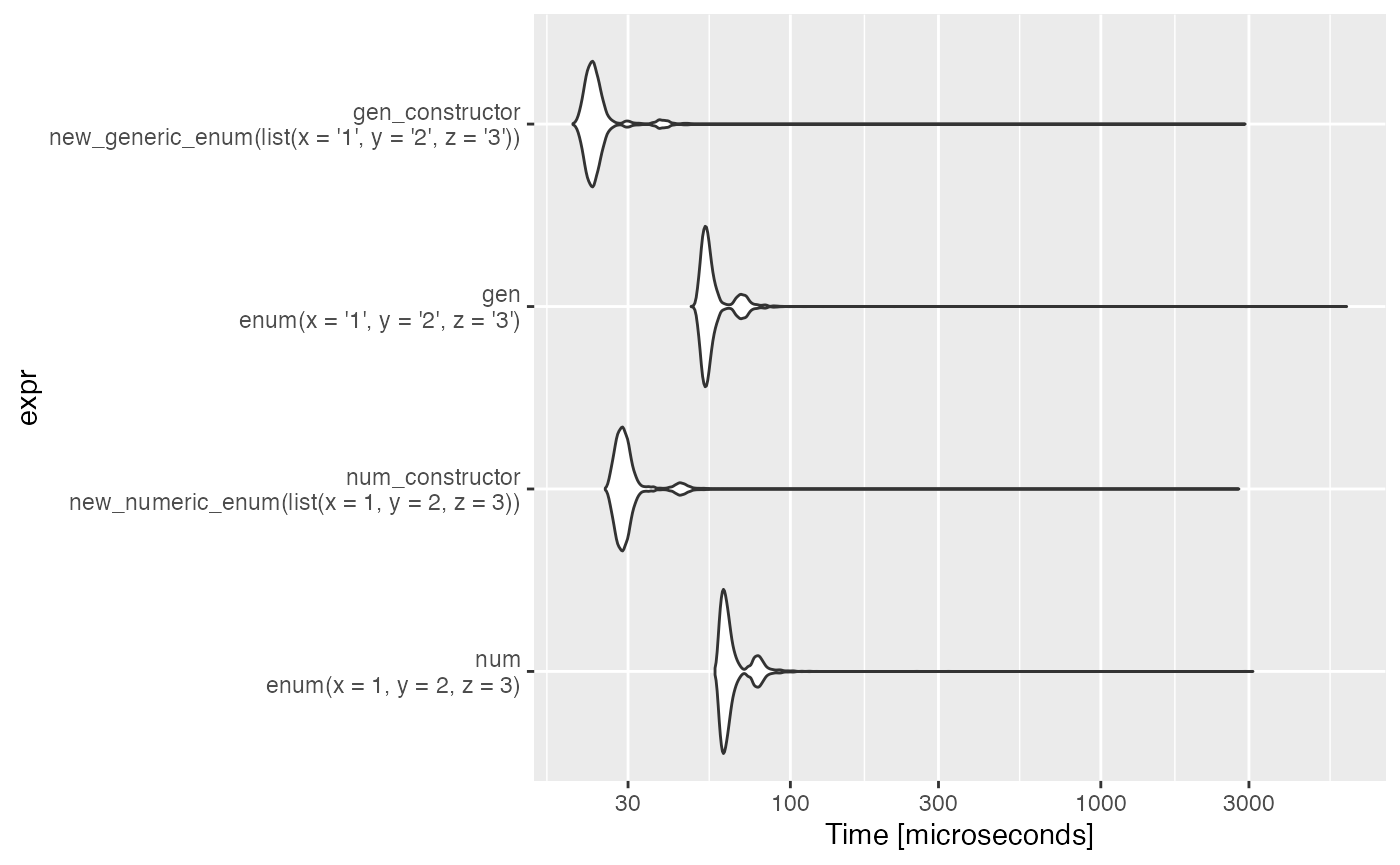 gen_constructor
new_generic_enum(list(x = '1', y = '2', z = '3'))
gen
enum(x = '1', y = '2', z = '3')
expr
num_constructor
new_numeric_enum(list(x = 1, y = 2, z = 3))
num
enum(x = 1, y = 2, z = 3)
30 100 300 1000 3000
Time [microseconds]